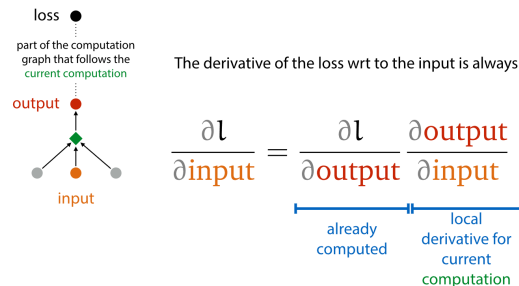 loss
part of the computation
graph that follows the
current computation
output
input
The derivative of the loss wrt to the input is always
∂l/∂input = ∂l/∂output ∂output/∂input
already
computed
local
derivative for
current
computation